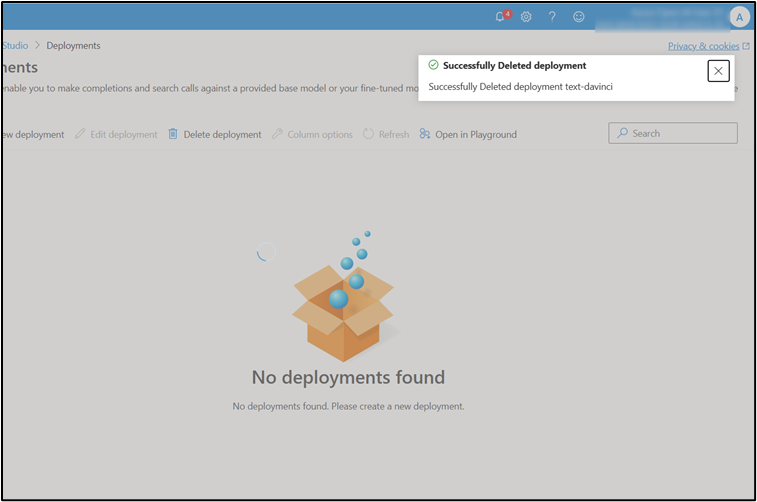 4
A
Studio > Deployments
Privacy & cookies
ents
Successfully Deleted deployment
Successfully Deleted deployment text-davinci
enable you to make completions and search calls against a provided base model or your fine-tuned mo
e
ew deployment Edit deployment Delete deployment Column options Refresh Open in Playground Search
No deployments found
No deployments found. Please create a new deployment.